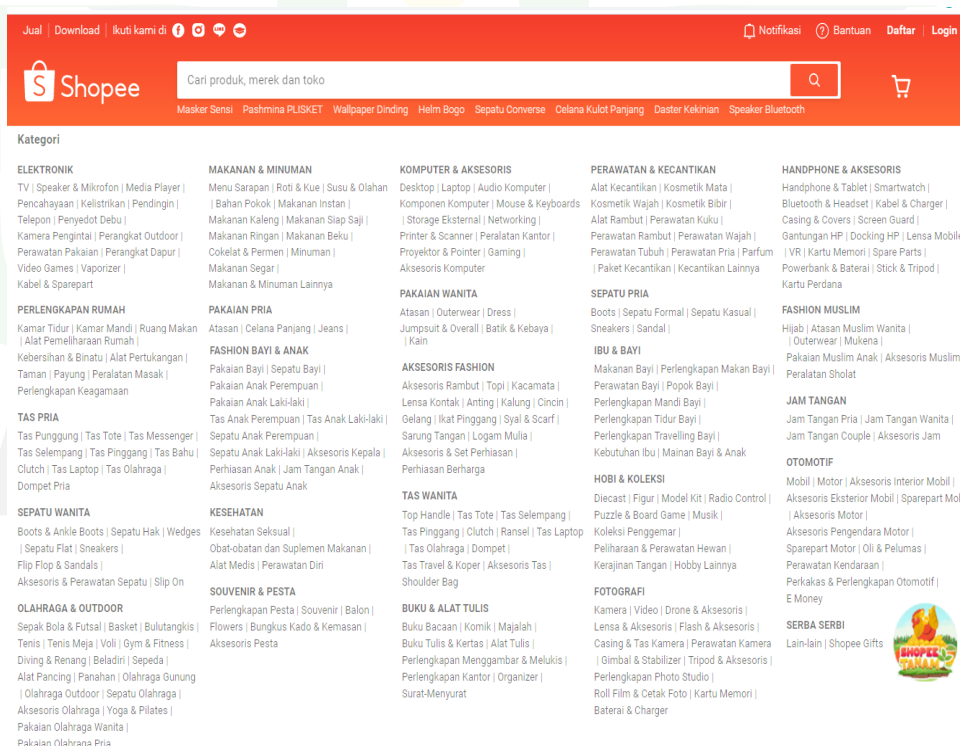 Jual | Download | Ikuti kami di
Notifikasi Bantuan Daftar | Login
Shopee
Cari produk, merek dan toko
Masker Sensi Pashmina PLISKET Wallpaper Dinding Helm Bogo Sepatu Converse Celana Kulot Panjang Daster Kekinian Speaker Bluetooth
Kategori
ELEKTRONIK
TV | Speaker & Mikrofon | Media Player |
Pencahayaan | Kelistrikan | Pendingin |
Telepon | Penyedot Debu |
Kamera Pengintai | Perangkat Outdoor |
Perawatan Pakaian | Perangkat Dapur |
Video Games | Vaporizer |
Kabel & Sparepart
PERLENGKAPAN RUMAH
Kamar Tidur | Kamar Mandi | Ruang Makan
| Alat Pemeliharaan Rumah |
Kebersihan & Binatu | Alat Pertukangan |
Taman | Payung | Peralatan Masak |
Perlengkapan Keagamaan
TAS PRIA
Tas Punggung | Tas Tote | Tas Messenger |
Tas Selempang | Tas Pinggang | Tas Bahu |
Clutch | Tas Laptop | Tas Olahraga |
Dompet Pria
SEPATU WANITA
Boots & Ankle Boots | Sepatu Hak | Wedges
| Sepatu Flat | Sneakers |
Flip Flop & Sandals |
Aksesoris & Perawatan Sepatu | Slip On
OLAHRAGA & OUTDOOR
Sepak Bola & Futsal | Basket | Bulutangkis |
Tenis | Tenis Meja | Voli | Gym & Fitness |
Diving & Renang | Beladiri | Sepeda |
Alat Pancing | Panahan | Olahraga Gunung
| Olahraga Outdoor | Sepatu Olahraga |
Aksesoris Olahraga | Yoga & Pilates |
Pakaian Olahraga Wanita |
Pakaian Olahraga Pria
MAKANAN & MINUMAN
Menu Sarapan | Roti & Kue | Susu & Olahan
| Bahan Pokok | Makanan Instan |
Makanan Kaleng | Makanan Siap Saji |
Makanan Ringan | Makanan Beku |
Cokelat & Permen | Minuman |
Makanan Segar |
Makanan & Minuman Lainnya
PAKAIAN PRIA
Atasan | Celana Panjang | Jeans |
FASHION BAYI & ANAK
Pakaian Bayi | Sepatu Bayi |
Pakaian Anak Perempuan |
Pakaian Anak Laki-laki |
Tas Anak Perempuan | Tas Anak Laki-laki |
Sepatu Anak Perempuan |
Sepatu Anak Laki-laki | Aksesoris Kepala |
Perhiasan Anak | Jam Tangan Anak |
Aksesoris Sepatu Anak
KESEHATAN
Kesehatan Seksual |
Obat-obatan dan Suplemen Makanan |
Alat Medis | Perawatan Diri
SOUVENIR & PESTA
Perlengkapan Pesta | Souvenir | Balon |
Flowers | Bungkus Kado & Kemasan |
Aksesoris Pesta
KOMPUTER & AKSESORIS
Desktop | Laptop | Audio Komputer |
Komponen Komputer | Mouse & Keyboards
| Storage Eksternal | Networking |
Printer & Scanner | Peralatan Kantor |
Proyektor & Pointer | Gaming |
Aksesoris Komputer
PAKAIAN WANITA
Atasan | Outerwear | Dress |
Jumpsuit & Overall | Batik & Kebaya |
| Kain
AKSESORIS FASHION
Aksesoris Rambut | Topi | Kacamata |
Lensa Kontak | Anting | Kalung | Cincin |
Gelang | Ikat Pinggang | Syal & Scarf |
Sarung Tangan | Logam Mulia |
Aksesoris & Set Perhiasan |
Perhiasan Berharga
TAS WANITA
Top Handle | Tas Tote | Tas Selempang |
Tas Pinggang | Clutch | Ransel | Tas Laptop
| Tas Olahraga | Dompet |
Tas Travel & Koper | Aksesoris Tas |
Shoulder Bag
BUKU & ALAT TULIS
Buku Bacaan | Komik | Majalah |
Buku Tulis & Kertas | Alat Tulis |
Perlengkapan Menggambar & Melukis |
Perlengkapan Kantor | Organizer |
Surat-Menyurat
PERAWATAN & KECANTIKAN
Alat Kecantikan | Kosmetik Mata |
Kosmetik Wajah | Kosmetik Bibir |
Alat Rambut | Perawatan Kuku |
Perawatan Rambut | Perawatan Wajah |
Perawatan Tubuh | Perawatan Pria | Parfum
| Paket Kecantikan | Kecantikan Lainnya
SEPATU PRIA
Boots | Sepatu Formal | Sepatu Kasual |
Sneakers | Sandal |
IBU & BAYI
Makanan Bayi | Perlengkapan Makan Bayi |
Perawatan Bayi | Popok Bayi |
Perlengkapan Mandi Bayi |
Perlengkapan Tidur Bayi |
Perlengkapan Travelling Bayi |
Kebutuhan Ibu | Mainan Bayi & Anak
HOBI & KOLEKSI
Diecast | Figur | Model Kit | Radio Control |
Puzzle & Board Game | Musik |
Koleksi Penggemar |
Peliharaan & Perawatan Hewan |
Kerajinan Tangan | Hobby Lainnya
FOTOGRAFI
Kamera | Video | Drone & Aksesoris |
Lensa & Aksesoris | Flash & Aksesoris |
Casing & Tas Kamera | Perawatan Kamera
| Gimbal & Stabilizer | Tripod & Aksesoris |
Perlengkapan Photo Studio |
Roll Film & Cetak Foto | Kartu Memori |
Baterai & Charger
HANDPHONE & AKSESORIS
Handphone & Tablet | Smartwatch |
Bluetooth & Headset | Kabel & Charger |
Casing & Covers | Screen Guard |
Gantungan HP | Docking HP | Lensa Mobile
| VR | Kartu Memori | Spare Parts |
Powerbank & Baterai | Stick & Tripod |
Kartu Perdana
FASHION MUSLIM
Hijab | Atasan Muslim Wanita |
| Outerwear | Mukena |
Pakaian Muslim Anak | Aksesoris Muslim
Peralatan Sholat
JAM TANGAN
Jam Tangan Pria | Jam Tangan Wanita |
Jam Tangan Couple | Aksesoris Jam
OTOMOTIF
Mobil | Motor | Aksesoris Interior Mobil |
Aksesoris Eksterior Mobil | Sparepart Mob
| Aksesoris Motor |
Aksesoris Pengendara Motor |
Sparepart Motor | Oli & Pelumas |
Perawatan Kendaraan |
Perkakas & Perlengkapan Otomotif |
E Money
SERBA SERBI
Lain-lain | Shopee Gifts
SHOPEE
TANAM